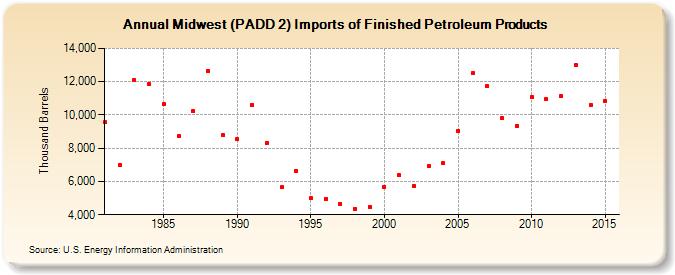 Annual Midwest (PADD 2) Imports of Finished Petroleum Products
Thousand Barrels
14,000
12,000
10,000
8,000
6,000
4,000
1985 1990 1995 2000 2005 2010 2015
Source: U.S. Energy Information Administration